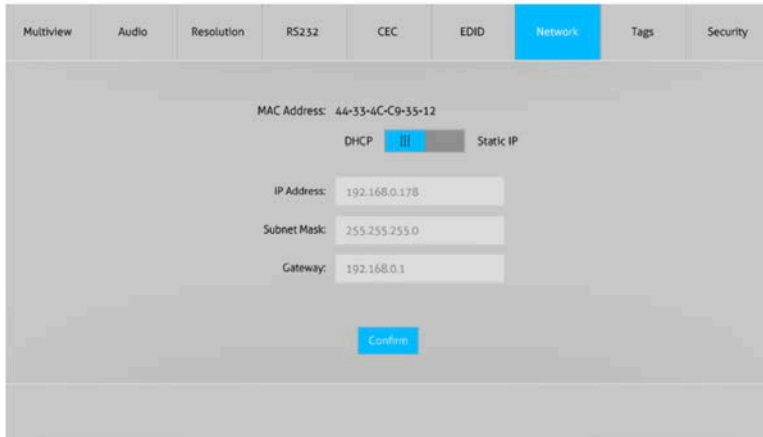 Multiview Audio Resolution RS232 CEC EDID Network Tags Security
MAC Address: 44-33-4C-C9-35-12
DHCP Static IP
IP Address: 192.168.0.178
Subnet Mask: 255.255.255.0
Gateway: 192.168.0.1
Confirm